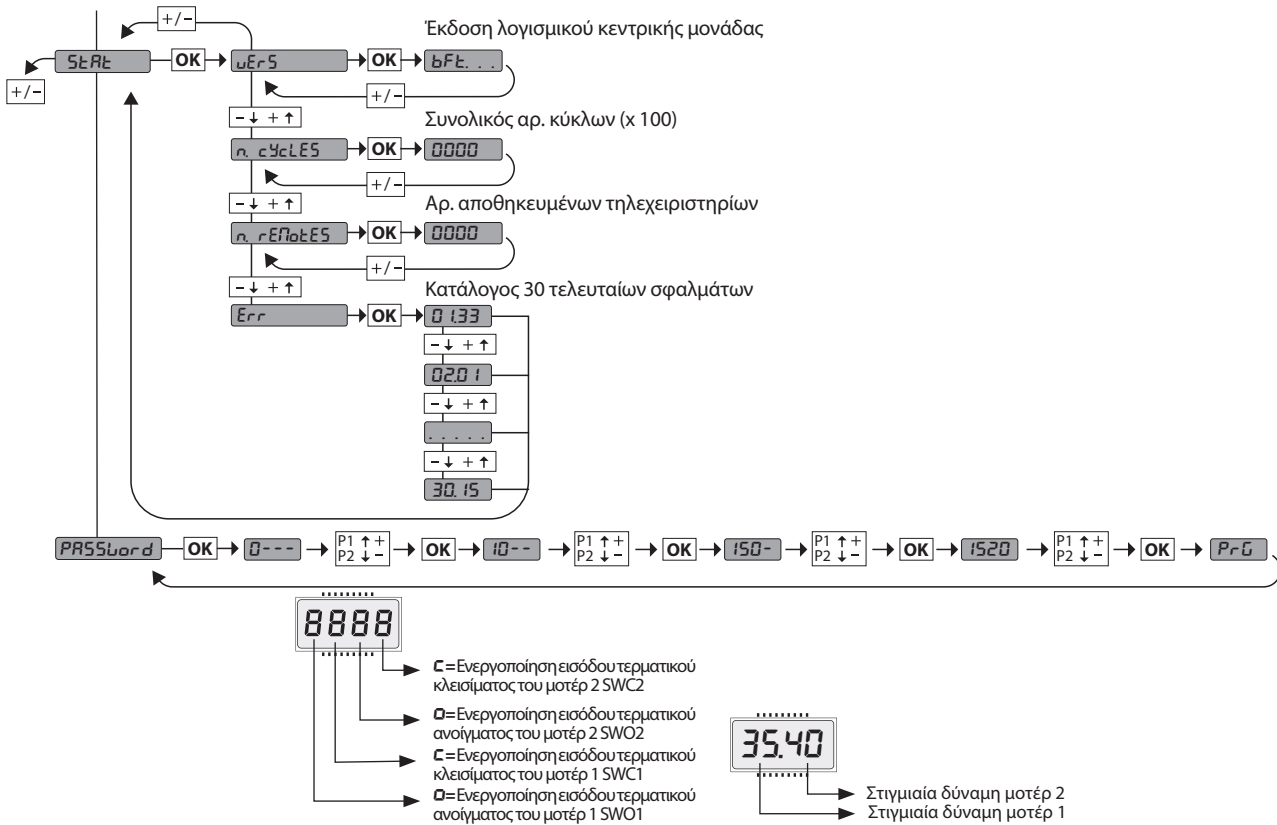 +/-
Έκδοση λογισμικού κεντρικής μονάδας
StAt OK vErS OK bFt. . .
+/-
+/-
- ↓ + ↑
Συνολικός αρ. κύκλων (x 100)
n. cYcLES OK 0000
+/-
- ↓ + ↑
Αρ. αποθηκευμένων τηλεχειριστηρίων
n. rEMotES OK 0000
+/-
- ↓ + ↑
Κατάλογος 30 τελευταίων σφαλμάτων
Err OK 01.33
- ↓ + ↑
02.01
- ↓ + ↑
. . . . .
- ↓ + ↑
30.15
PASSword OK 0--- P1 ↑ + OK 10-- P1 ↑ + OK 150- P1 ↑ + OK 1520 P1 ↑ + OK PrG
P2 ↓ - P2 ↓ - P2 ↓ - P2 ↓ -
8888
C=Ενεργοποίηση εισόδου τερματικού
κλεισίματος του μοτέρ 2 SWC2
O=Ενεργοποίηση εισόδου τερματικού
ανοίγματος του μοτέρ 2 SWO2
C=Ενεργοποίηση εισόδου τερματικού
κλεισίματος του μοτέρ 1 SWC1
O=Ενεργοποίηση εισόδου τερματικού
ανοίγματος του μοτέρ 1 SWO1
35.40
Στιγμιαία δύναμη μοτέρ 2
Στιγμιαία δύναμη μοτέρ 1